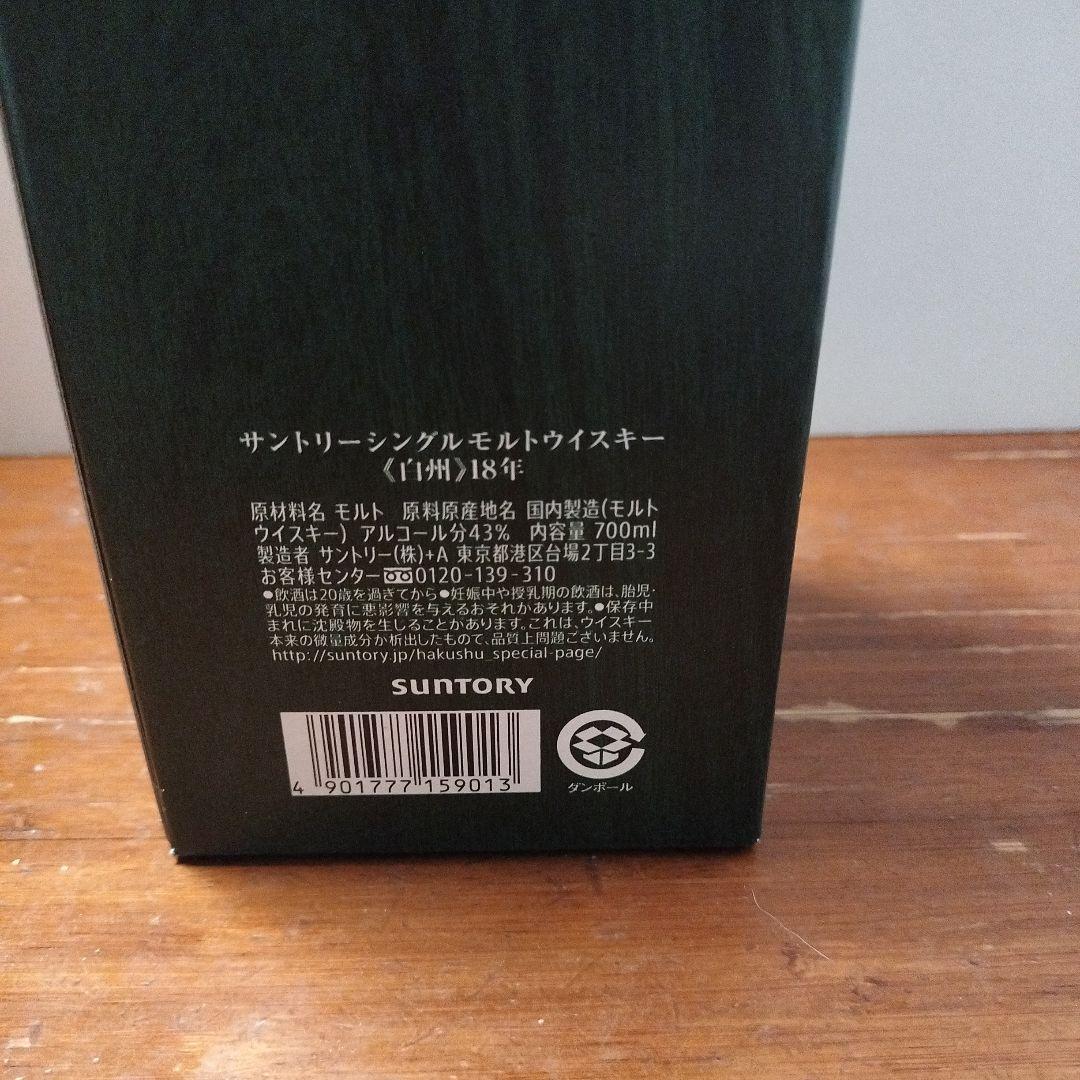 サントリーシングルモルトウイスキー
《白州》18年
原材料名 モルト 原料原産地名 国内製造(モルト
ウイスキー) アルコール分43% 内容量 700ml
製造者 サントリー(株)+A 東京都港区台場2丁目3-3
お客様センター 0120-139-310
●飲酒は20歳を過ぎてから●妊娠中や授乳期の飲酒は、胎児・
乳児の発育に悪影響を与えるおそれがあります。●保存中
まれに沈殿物を生じることがあります。これは、ウイスキー
本来の微量成分が析出したもので、品質上問題ございません。
http://suntory.jp/hakushu_special-page/
SUNTORY
4 901777 159013
ダンボール